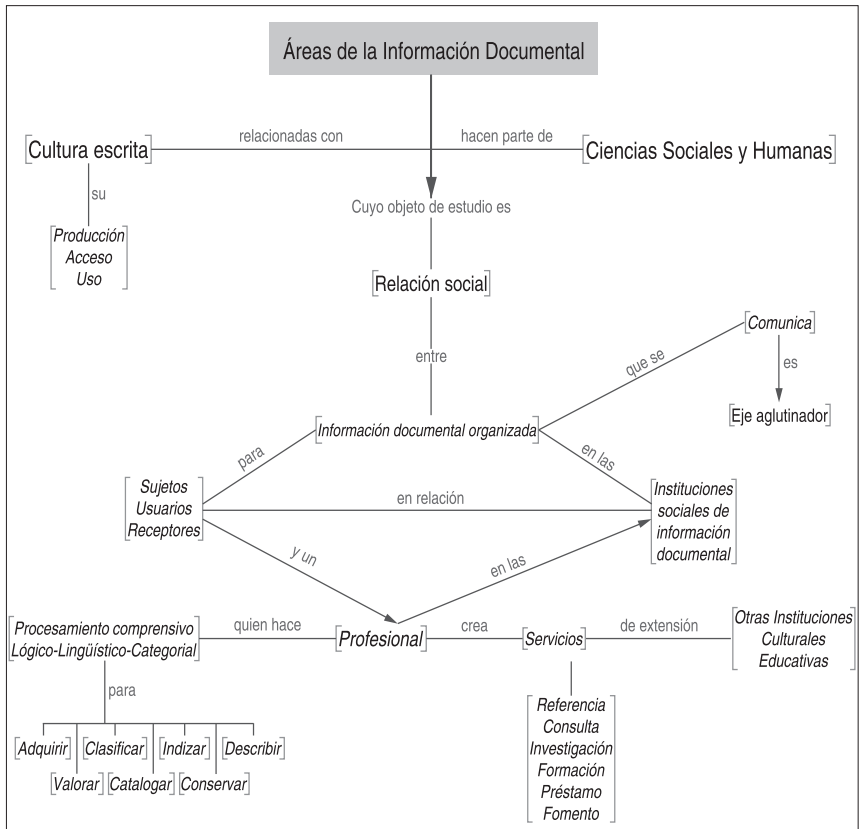 Áreas de la Información Documental
relacionadas con
hacen parte de
[Cultura escrita]
[Ciencias Sociales y Humanas]
su
Cuyo objeto de estudio es
[Producción
Acceso
Uso]
[Relación social]
[Comunica]
entre
que se
es
[Información documental organizada]
[Eje aglutinador]
para
en las
[Sujetos
Usuarios
Receptores]
en relación
[Instituciones
sociales de
información
documental]
y un
en las
[Procesamiento comprensivo
Lógico-Lingüístico-Categorial]
quien hace
[Profesional]
crea
[Servicios]
de extensión
[Otras Instituciones
Culturales
Educativas]
para
[Referencia
Consulta
Investigación
Formación
Préstamo
Fomento]
[Adquirir] [Clasificar] [Indizar] [Describir]
[Valorar] [Catalogar] [Conservar]